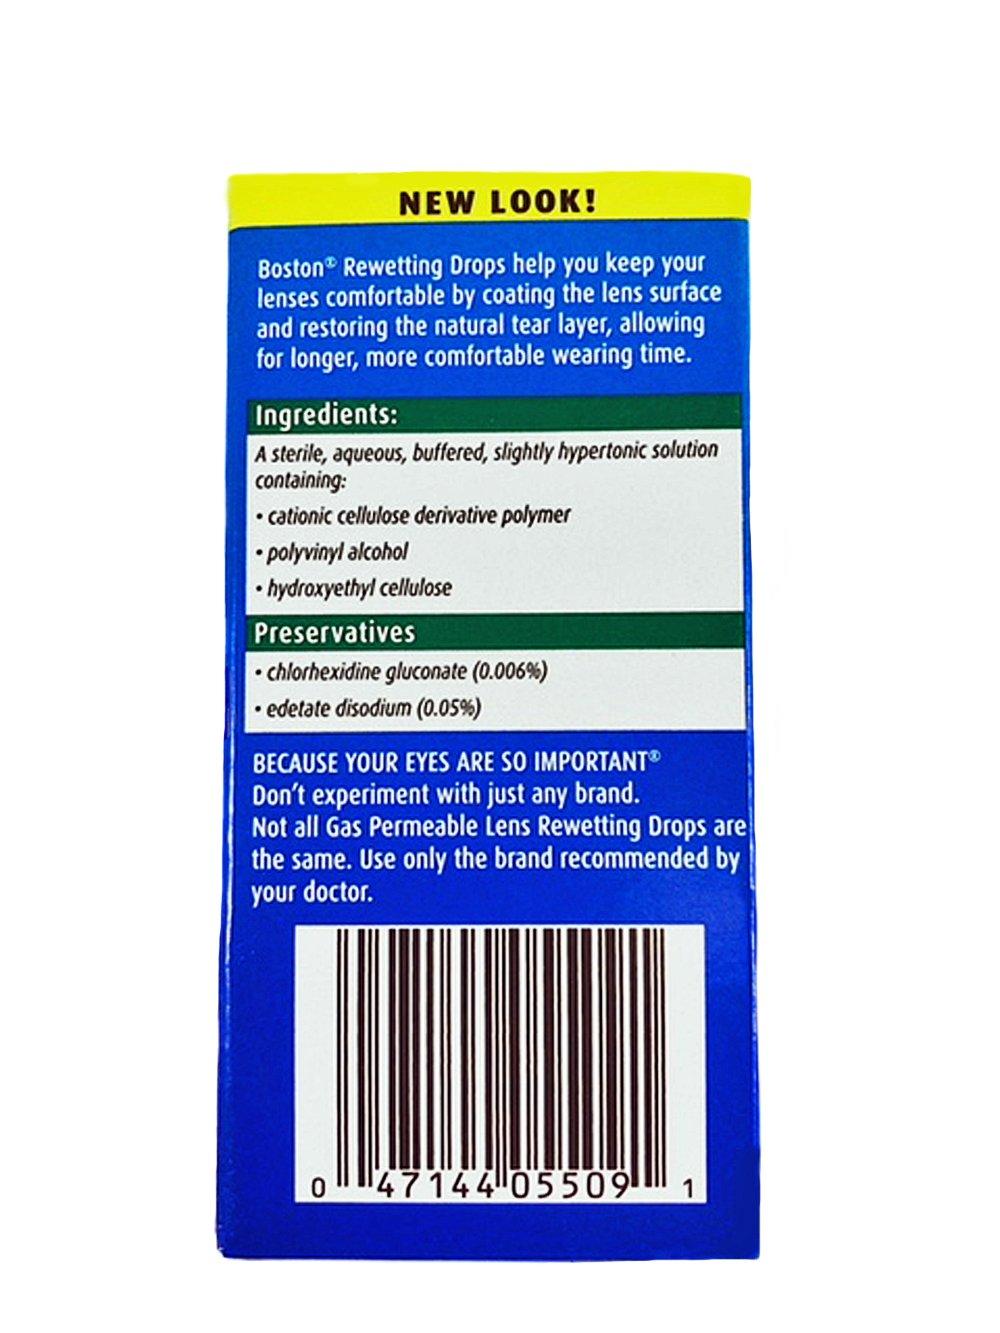 NEW LOOK!
Boston® Rewetting Drops help you keep your
lenses comfortable by coating the lens surface
and restoring the natural tear layer, allowing
for longer, more comfortable wearing time.
Ingredients:
A sterile, aqueous, buffered, slightly hypertonic solution
containing:
• cationic cellulose derivative polymer
• polyvinyl alcohol
• hydroxyethyl cellulose
Preservatives
• chlorhexidine gluconate (0.006%)
• edetate disodium (0.05%)
BECAUSE YOUR EYES ARE SO IMPORTANT®
Don't experiment with just any brand.
Not all Gas Permeable Lens Rewetting Drops are
the same. Use only the brand recommended by
your doctor.
0 47144 05509 1